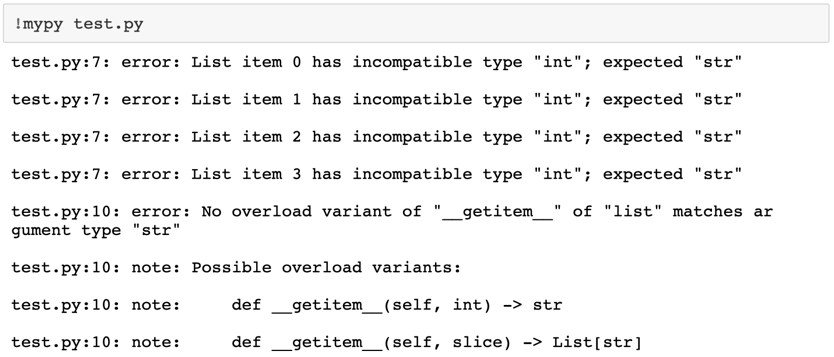 !mypy test.py
test.py:7: error: List item 0 has incompatible type "int"; expected "str"
test.py:7: error: List item 1 has incompatible type "int"; expected "str"
test.py:7: error: List item 2 has incompatible type "int"; expected "str"
test.py:7: error: List item 3 has incompatible type "int"; expected "str"
test.py:10: error: No overload variant of "__getitem__" of "list" matches ar
gument type "str"
test.py:10: note: Possible overload variants:
test.py:10: note:     def __getitem__(self, int) -> str
test.py:10: note:     def __getitem__(self, slice) -> List[str]